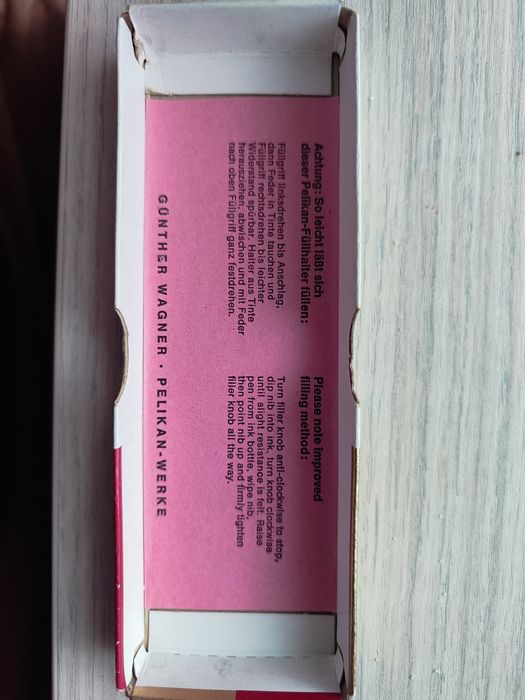 Achtung: So leicht läßt sich
dieser Pelikan-Füllhalter füllen:
Füllgriff linksdrehen bis Anschlag,
dann Feder in Tinte tauchen und
Füllgriff rechtsdrehen bis leichter
Widerstand spürbar. Halter aus Tinte
herausziehen, abwischen und mit Feder
nach oben Füllgriff ganz festdrehen.
Please note improved
filling method:
Turn filler knob anti-clockwise to stop,
dip nib into ink, turn knob clockwise
until slight resistance is felt. Raise
pen from ink bottle, wipe nib,
then point nib up and firmly tighten
filler knob all the way.
GÜNTHER WAGNER · PELIKAN-WERKE